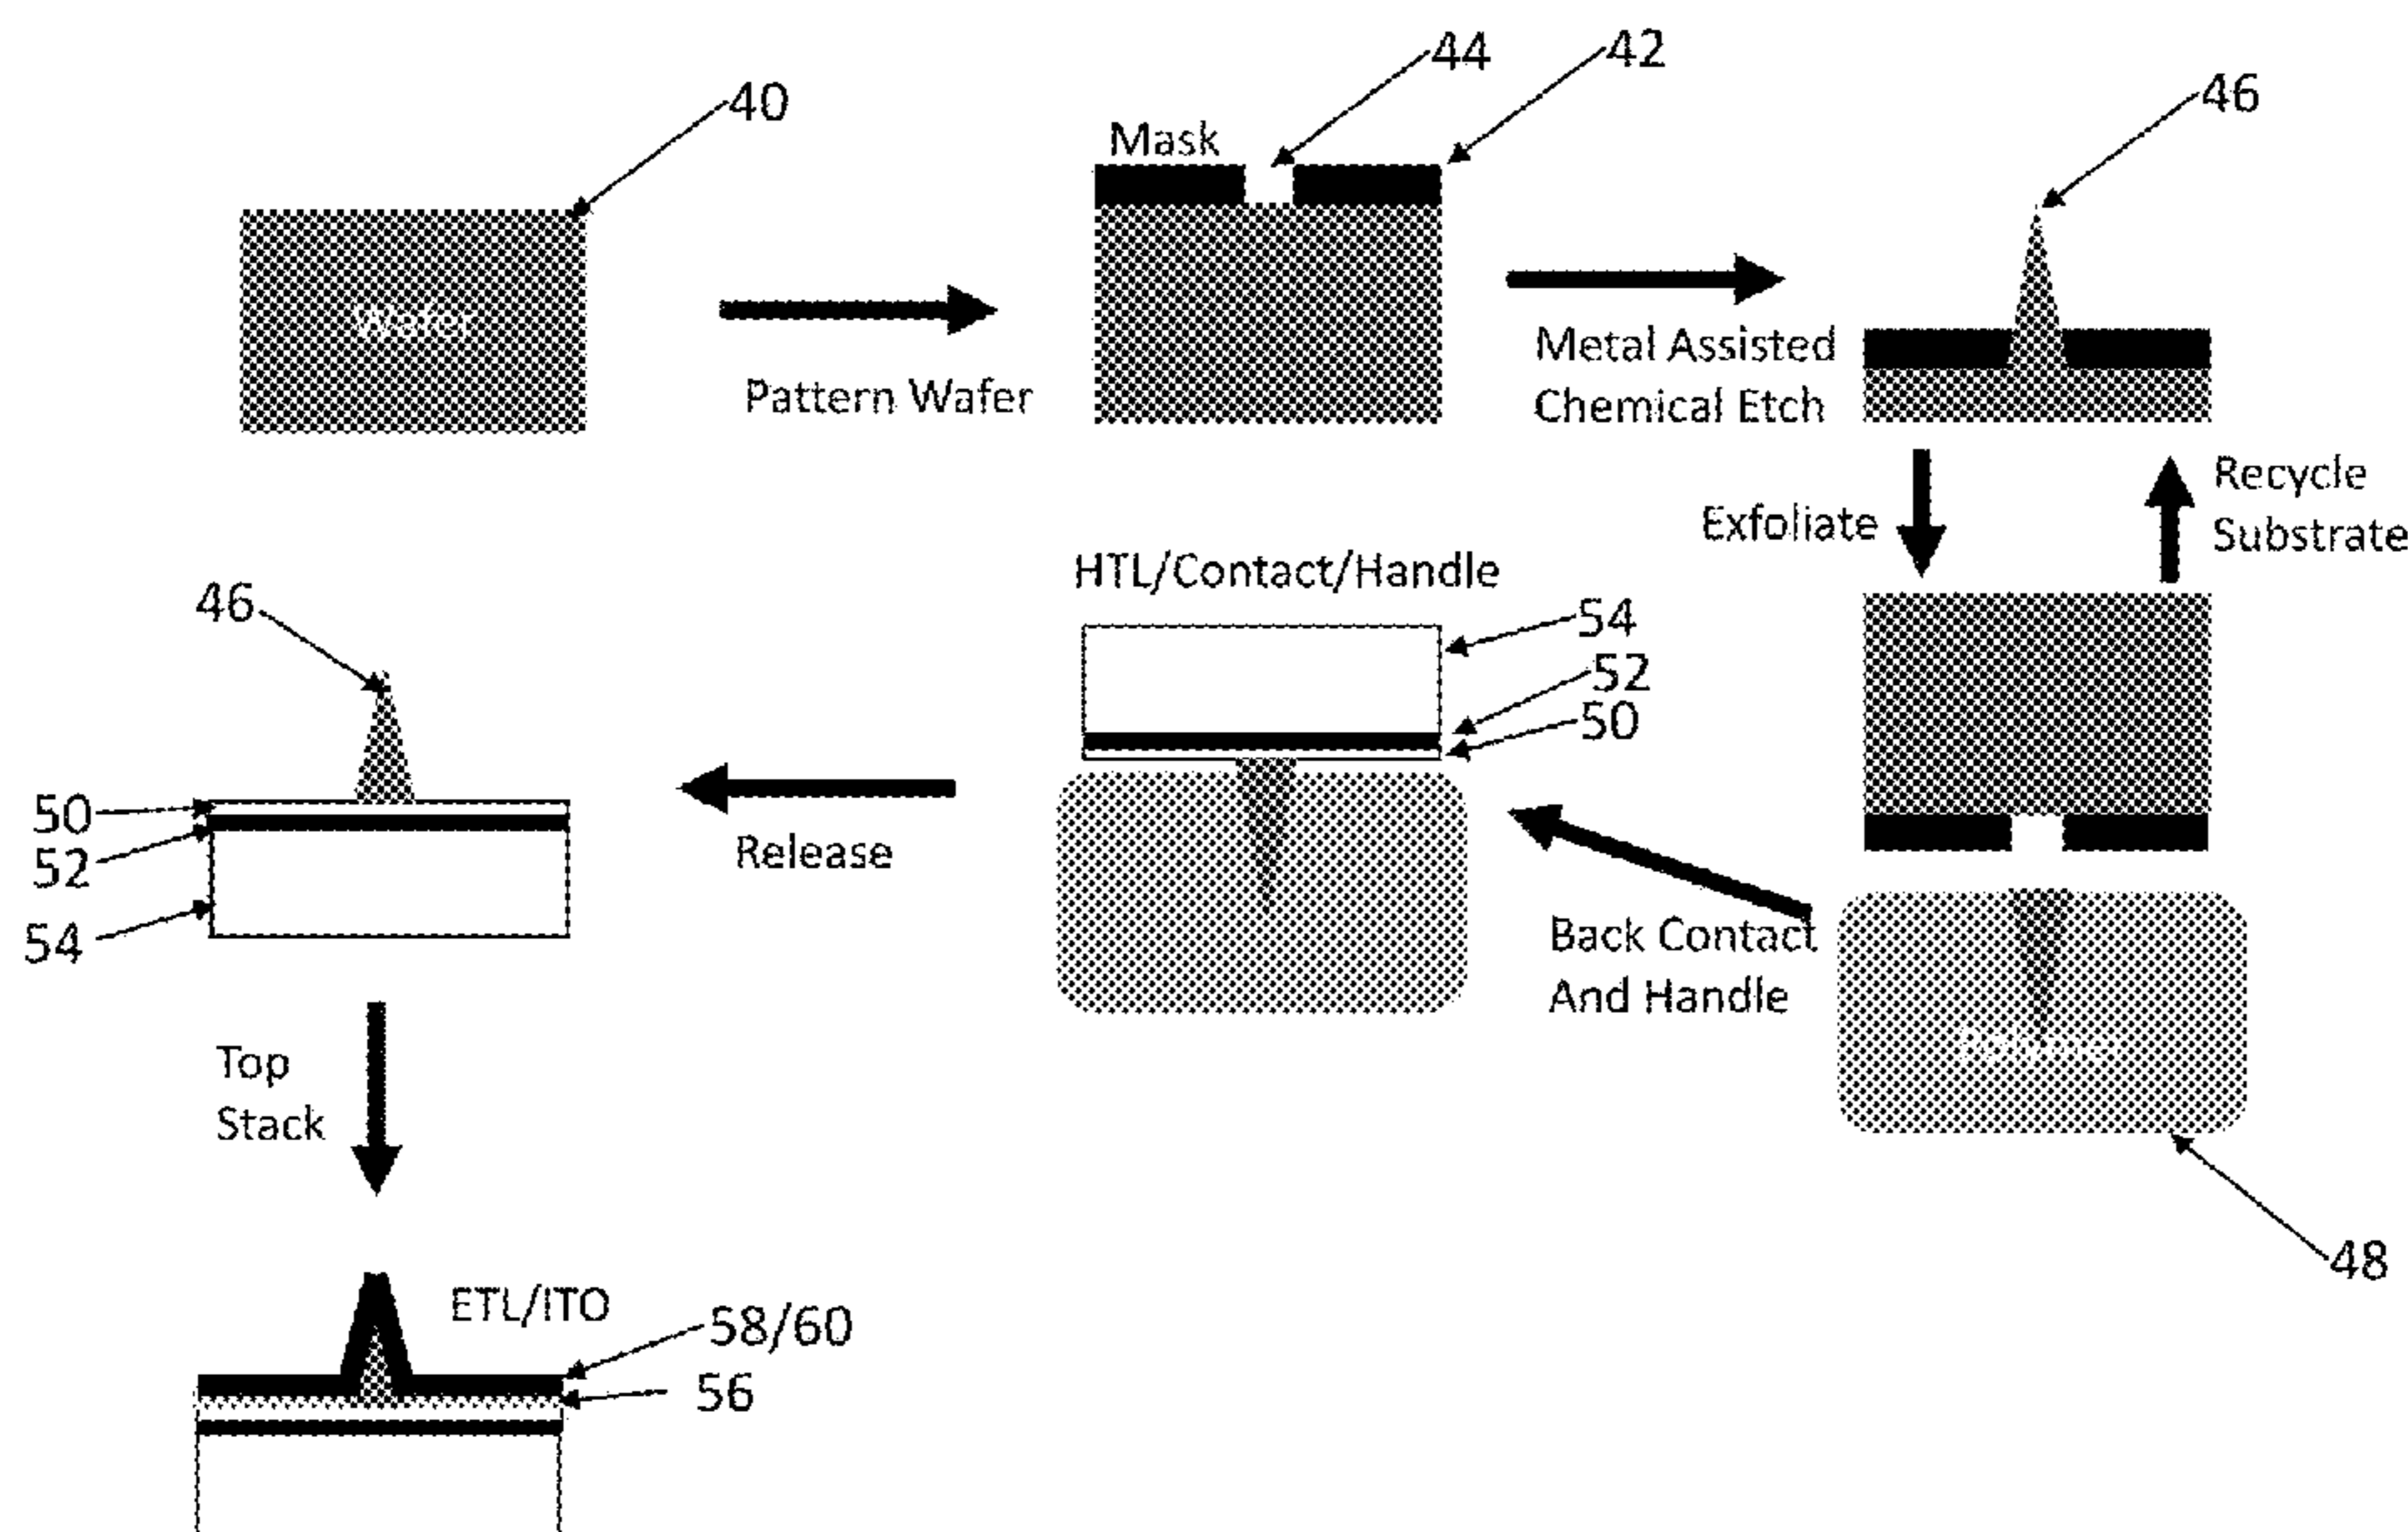 44
42
40
46
Mask
Wafer
Pattern Wafer
Metal Assisted
Chemical Etch
Recycle
Substrate
Exfoliate
HTL/Contact/Handle
46
54
52
50
50
52
54
Release
Back Contact
And Handle
Top
Stack
48
ETL/ITO
58/60
56